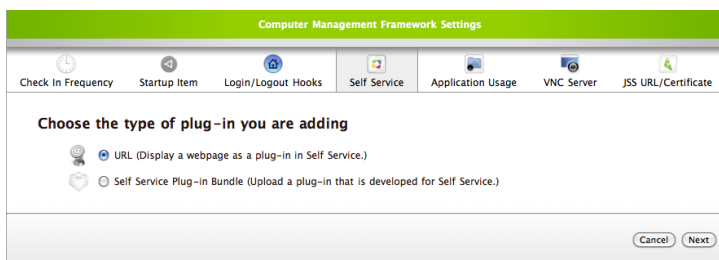 Computer Management Framework Settings
Check In Frequency Startup Item Login/Logout Hooks Self Service Application Usage VNC Server JSS URL/Certificate
Choose the type of plug-in you are adding
URL (Display a webpage as a plug-in in Self Service.)
Self Service Plug-in Bundle (Upload a plug-in that is developed for Self Service.)
Cancel Next